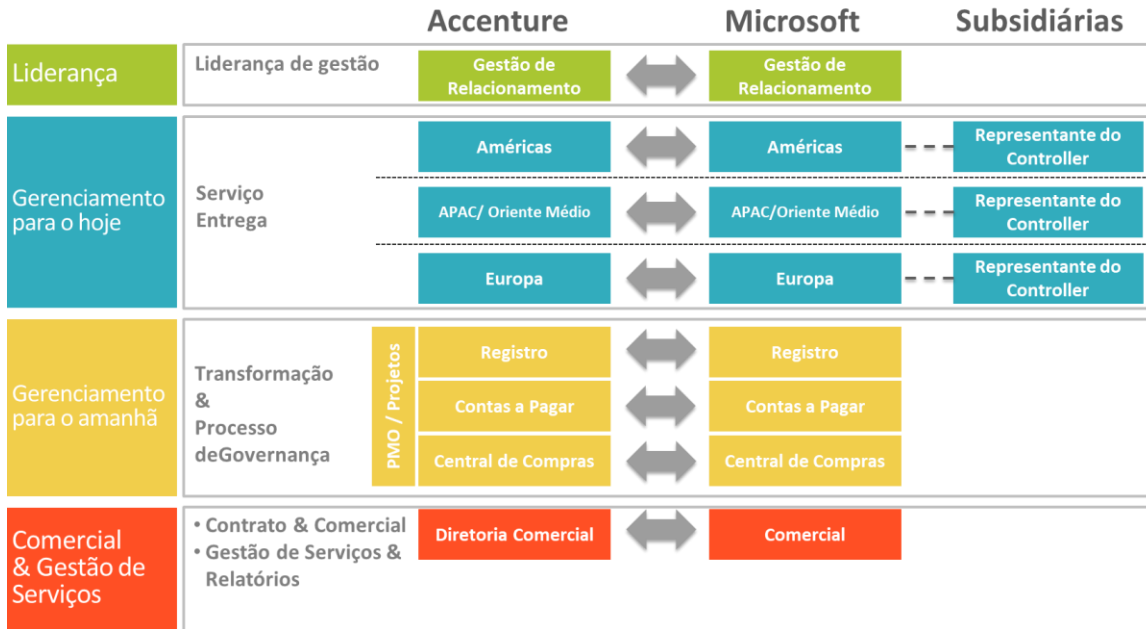 Accenture
Microsoft
Subsidiárias
Liderança
Liderança de gestão
Gestão de
Relacionamento
Gestão de
Relacionamento
Gerenciamento
para o hoje
Serviço
Entrega
Américas
Américas
Representante do
Controller
APAC/ Oriente Médio
APAC/Oriente Médio
Representante do
Controller
Europa
Europa
Representante do
Controller
Gerenciamento
para o amanhã
Transformação
&
Processo
deGovernança
PMO / Projetos
Registro
Registro
Contas a Pagar
Contas a Pagar
Central de Compras
Central de Compras
Comercial
& Gestão de
Serviços
• Contrato & Comercial
• Gestão de Serviços &
Relatórios
Diretoria Comercial
Comercial